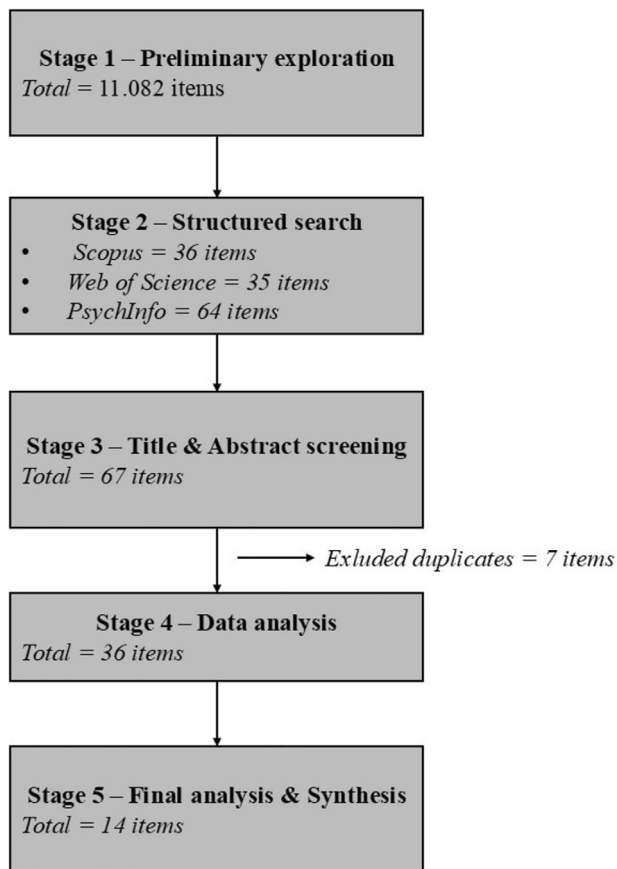 Stage 1 – Preliminary exploration
Total = 11.082 items
Stage 2 – Structured search
• Scopus = 36 items
• Web of Science = 35 items
• PsychInfo = 64 items
Stage 3 – Title & Abstract screening
Total = 67 items
Exluded duplicates = 7 items
Stage 4 – Data analysis
Total = 36 items
Stage 5 – Final analysis & Synthesis
Total = 14 items